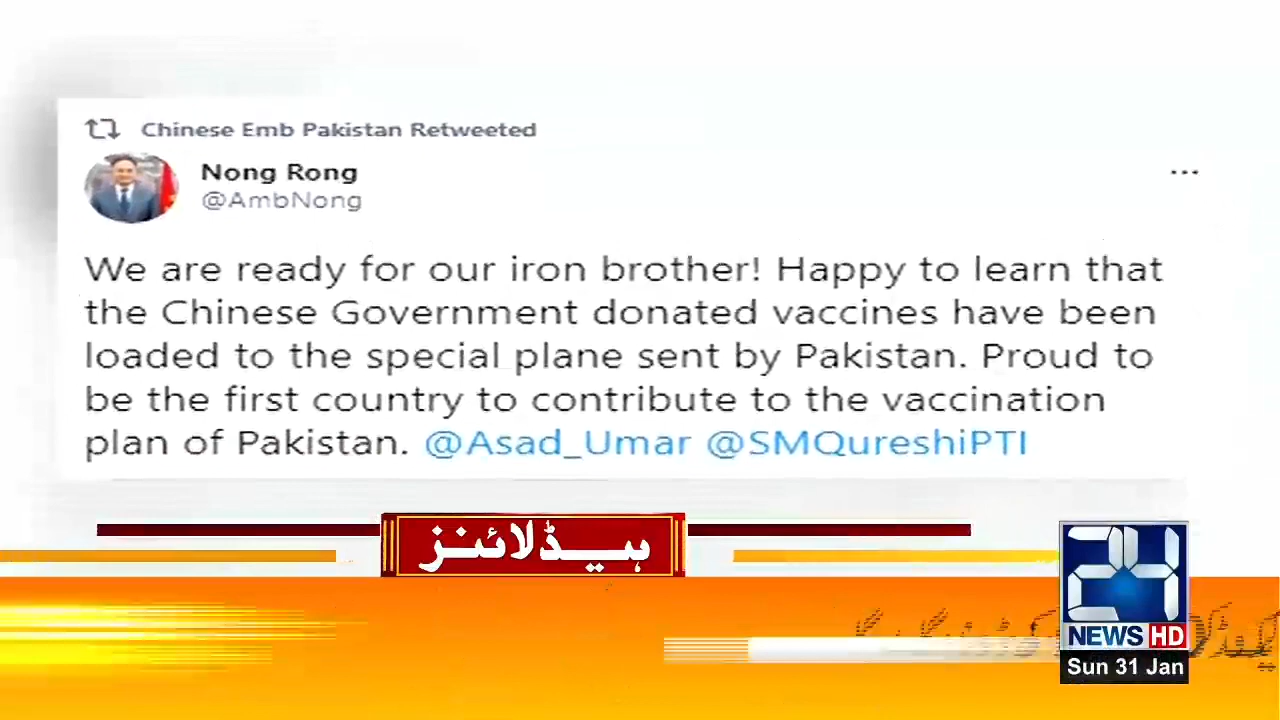 Chinese Emb Pakistan Retweeted
Nong Rong
@AmbNong
We are ready for our iron brother! Happy to learn that
the Chinese Government donated vaccines have been
loaded to the special plane sent by Pakistan. Proud to
be the first country to contribute to the vaccination
plan of Pakistan. @Asad_Umar @SMQureshiPTI
ہیڈلائنز
24
NEWS HD
Sun 31 Jan